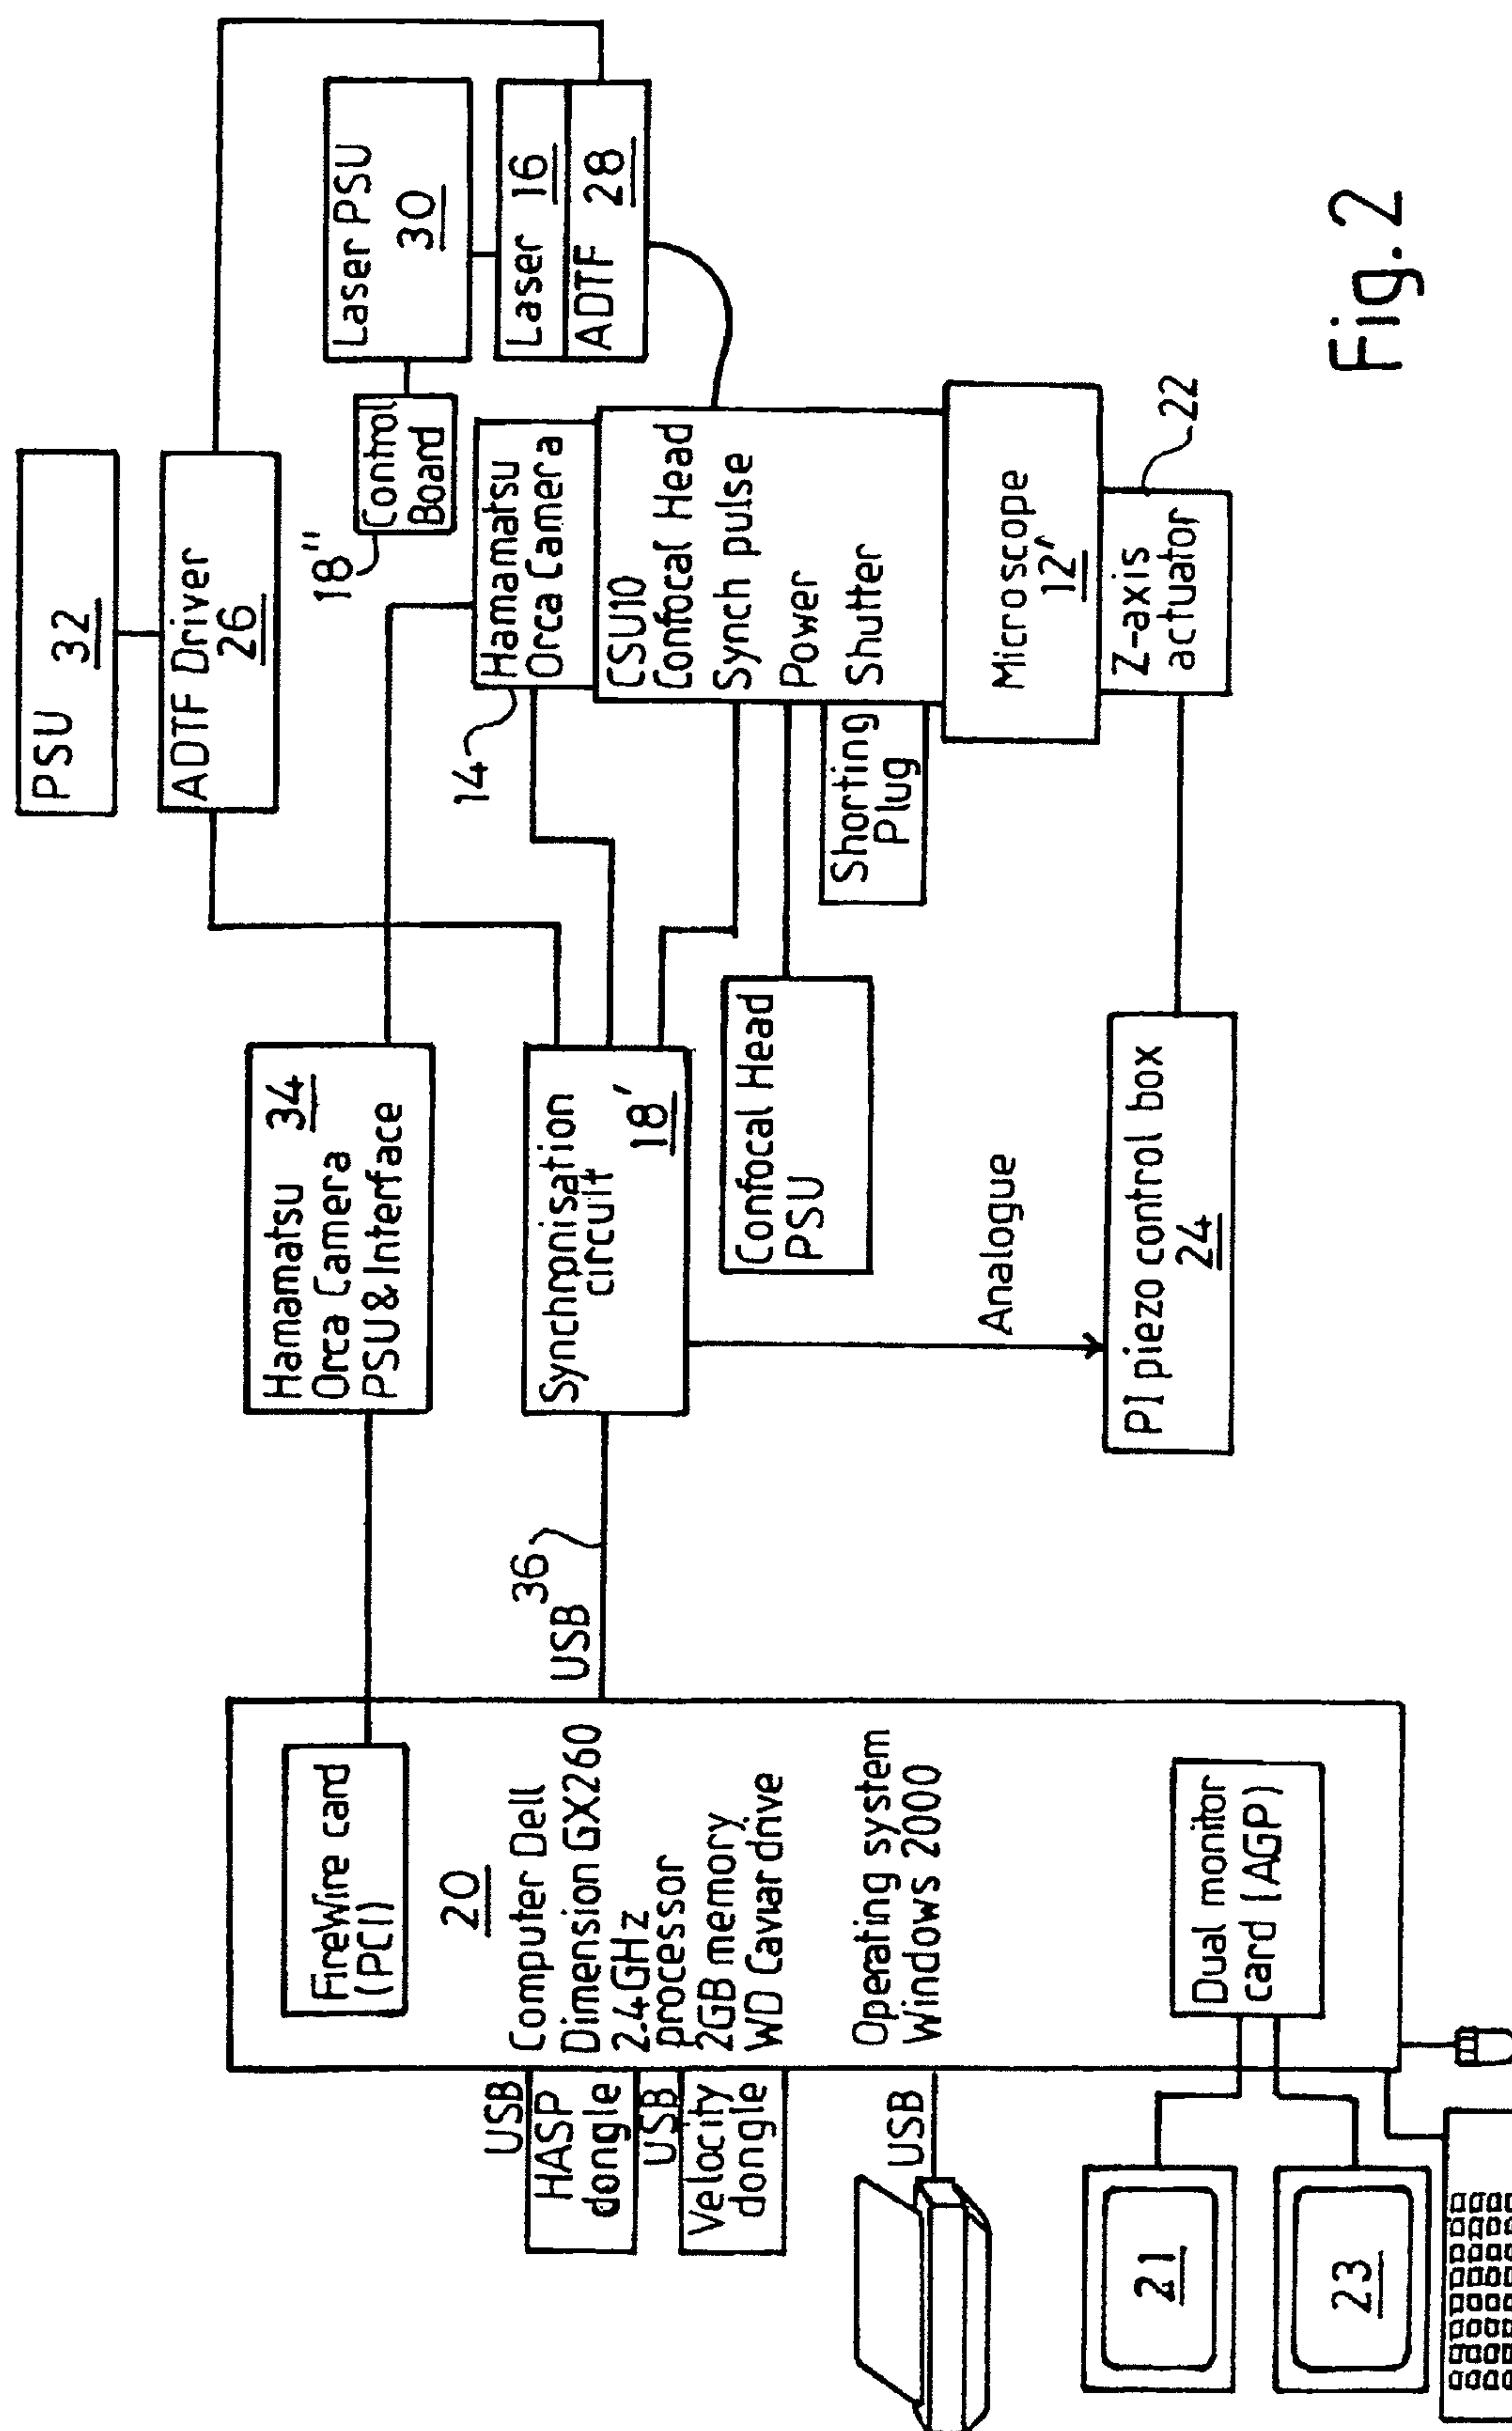 PSU 32
ADTF Driver
26
Laser PSU
30
18"
Control
Board
Laser 16
ADTF 28
Hamamatsu
Orca Camera
14
CSU10
Confocal Head
Synch pulse
Power
Shutter
Shorting
Plug
Microscope
12'
Z-axis
actuator
22
Hamamatsu
Orca Camera
PSU & Interface
34
Synchronisation
circuit
18'
Confocal Head
PSU
Analogue
PI piezo control box
24
USB
36
FireWire card
(PCI)
20
Computer Dell
Dimension GX260
2.4GHz
processor
2GB memory
WD Caviar drive
Operating system
Windows 2000
Dual monitor
card (AGP)
USB
HASP
dongle
USB
Velocity
dongle
USB
21
23
Fig. 2